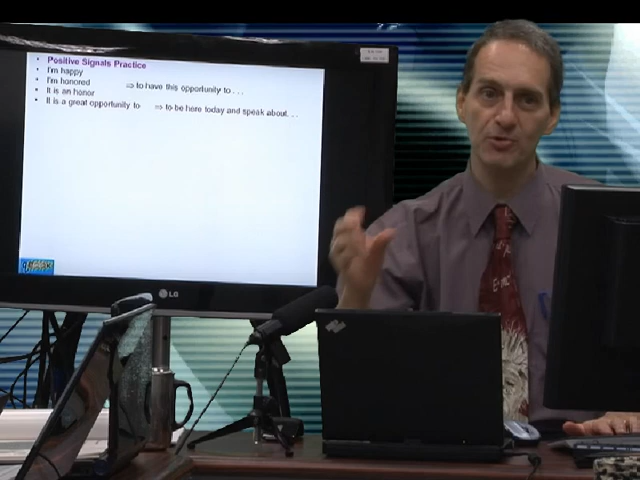 Positive Signals Practice
I'm happy
I'm honored ⇒ to have this opportunity to . . .
It is an honor
It is a great opportunity to ⇒ to be here today and speak about. . .
LG